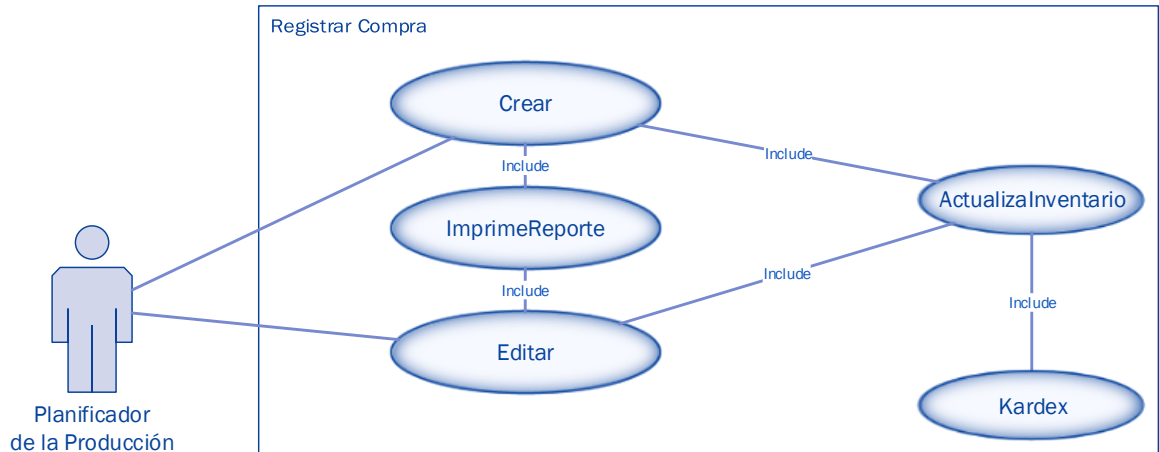 Registrar Compra
Crear
Include
Include
ActualizaInventario
ImprimeReporte
Include
Include
Include
Editar
Kardex
Planificador
de la Producción